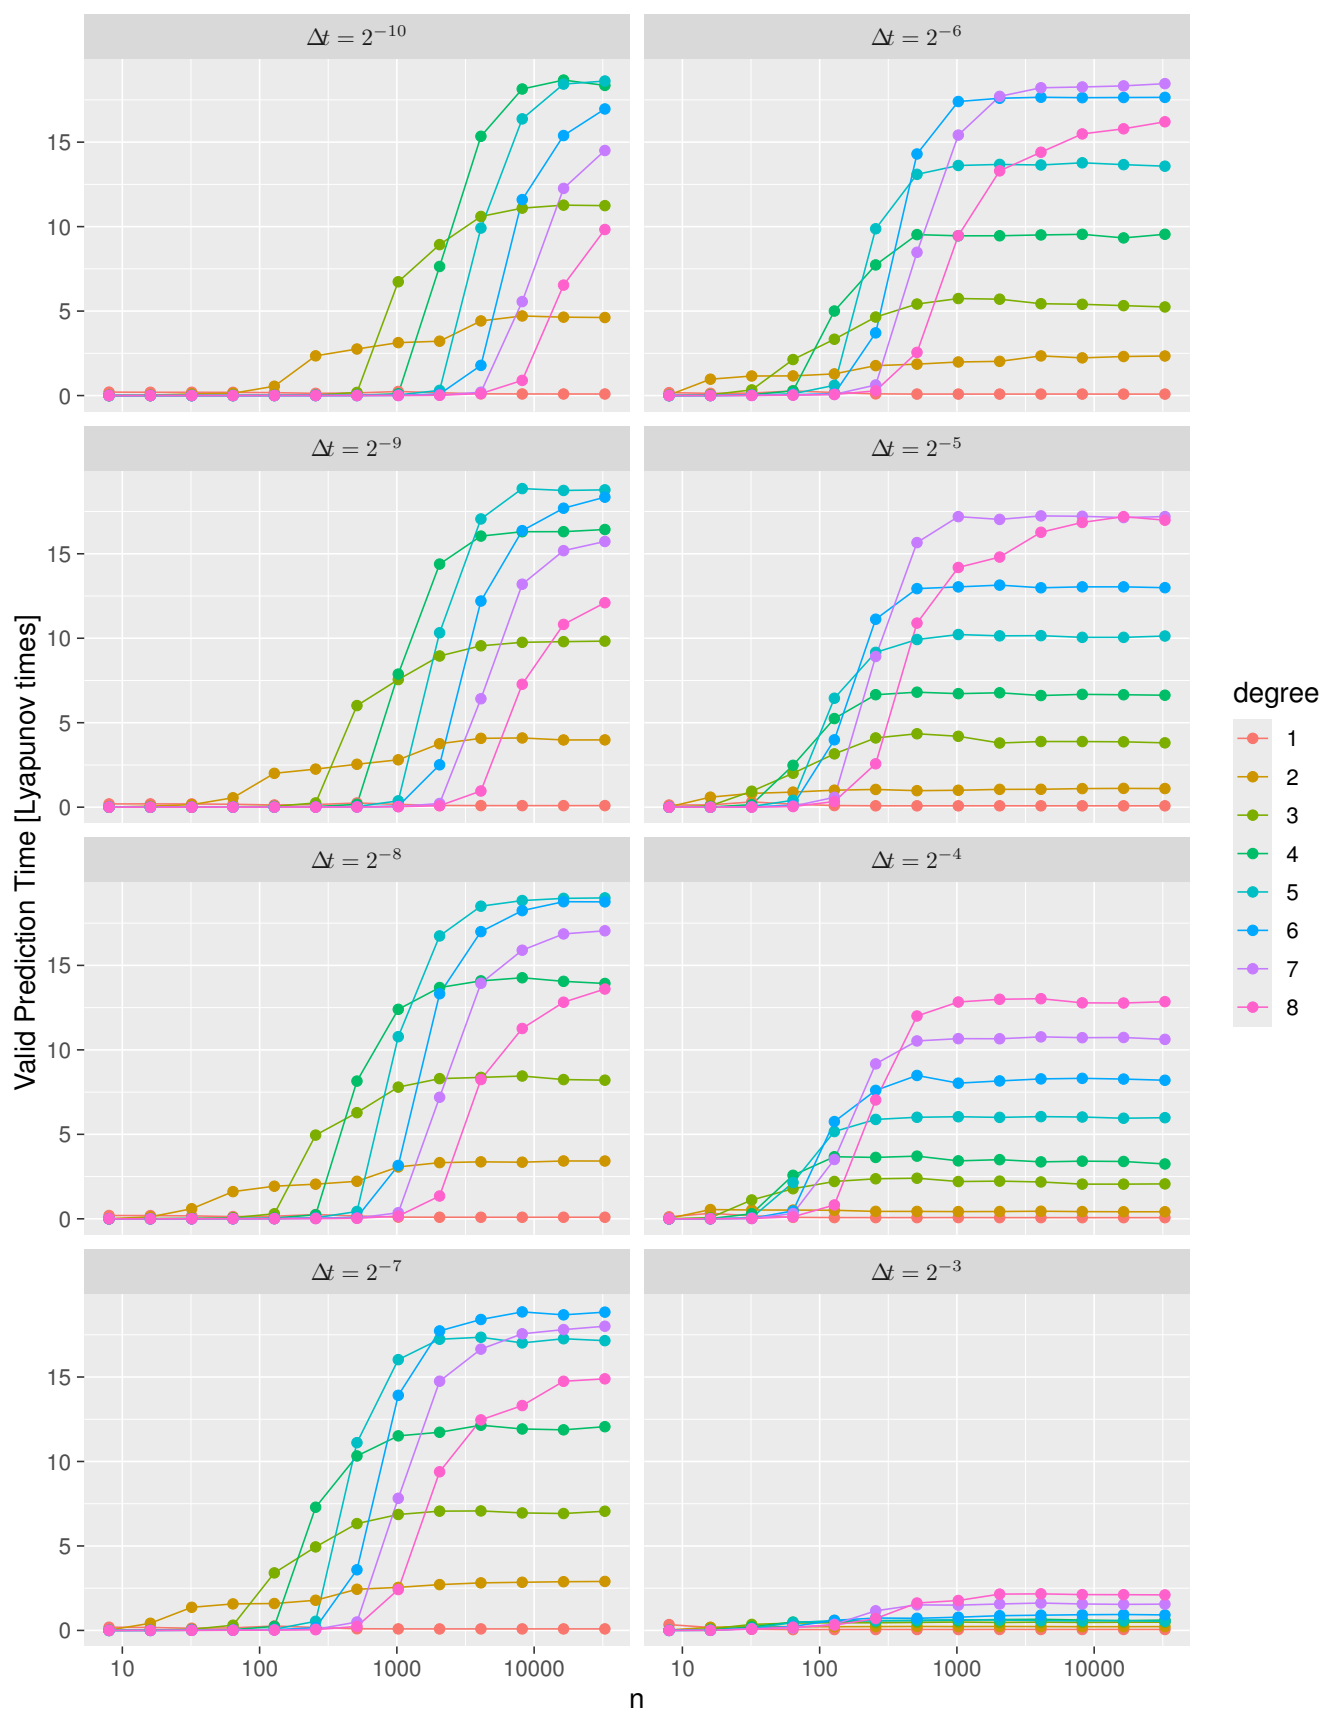 Δt = 2⁻¹⁰
Δt = 2⁻⁶
15
10
5
0
Δt = 2⁻⁹
Δt = 2⁻⁵
15
10
5
0
Δt = 2⁻⁸
Δt = 2⁻⁴
15
10
5
0
Δt = 2⁻⁷
Δt = 2⁻³
15
10
5
0
10 100 1000 10000
10 100 1000 10000
n
Valid Prediction Time [Lyapunov times]
degree
1
2
3
4
5
6
7
8